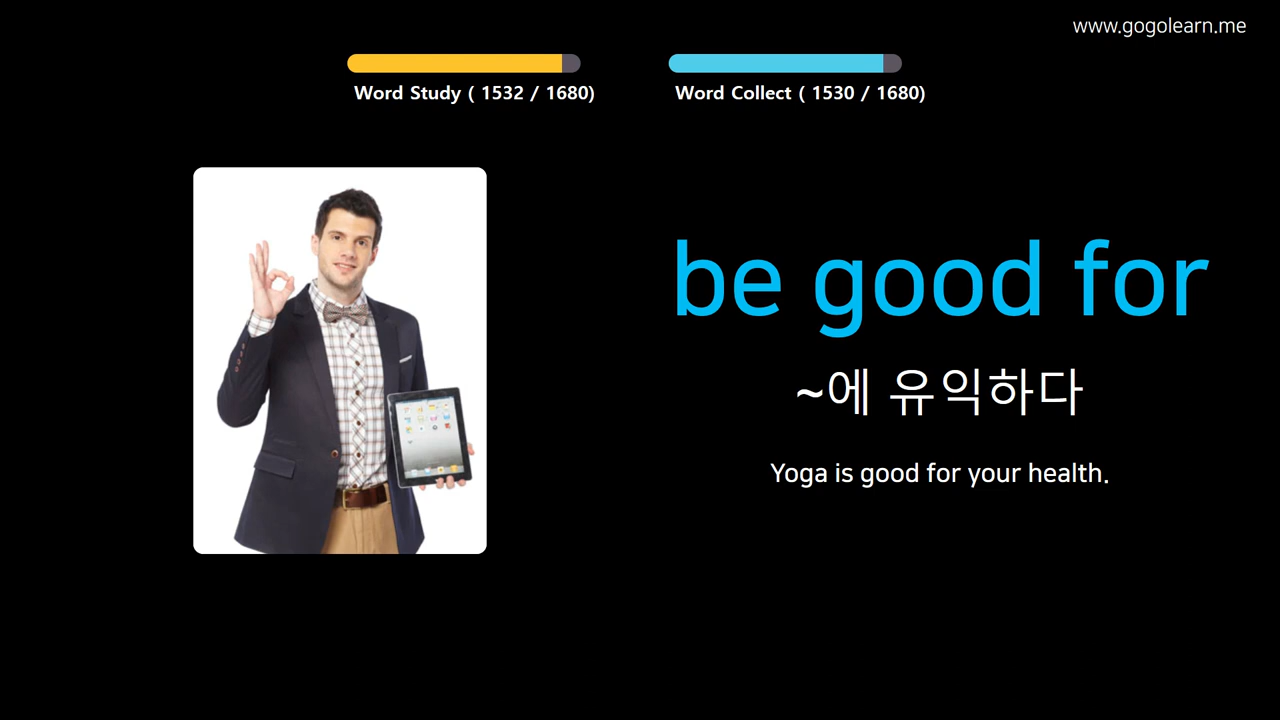 www.gogolearn.me
Word Study ( 1532 / 1680)
Word Collect ( 1530 / 1680)
be good for
~에 유익하다
Yoga is good for your health.